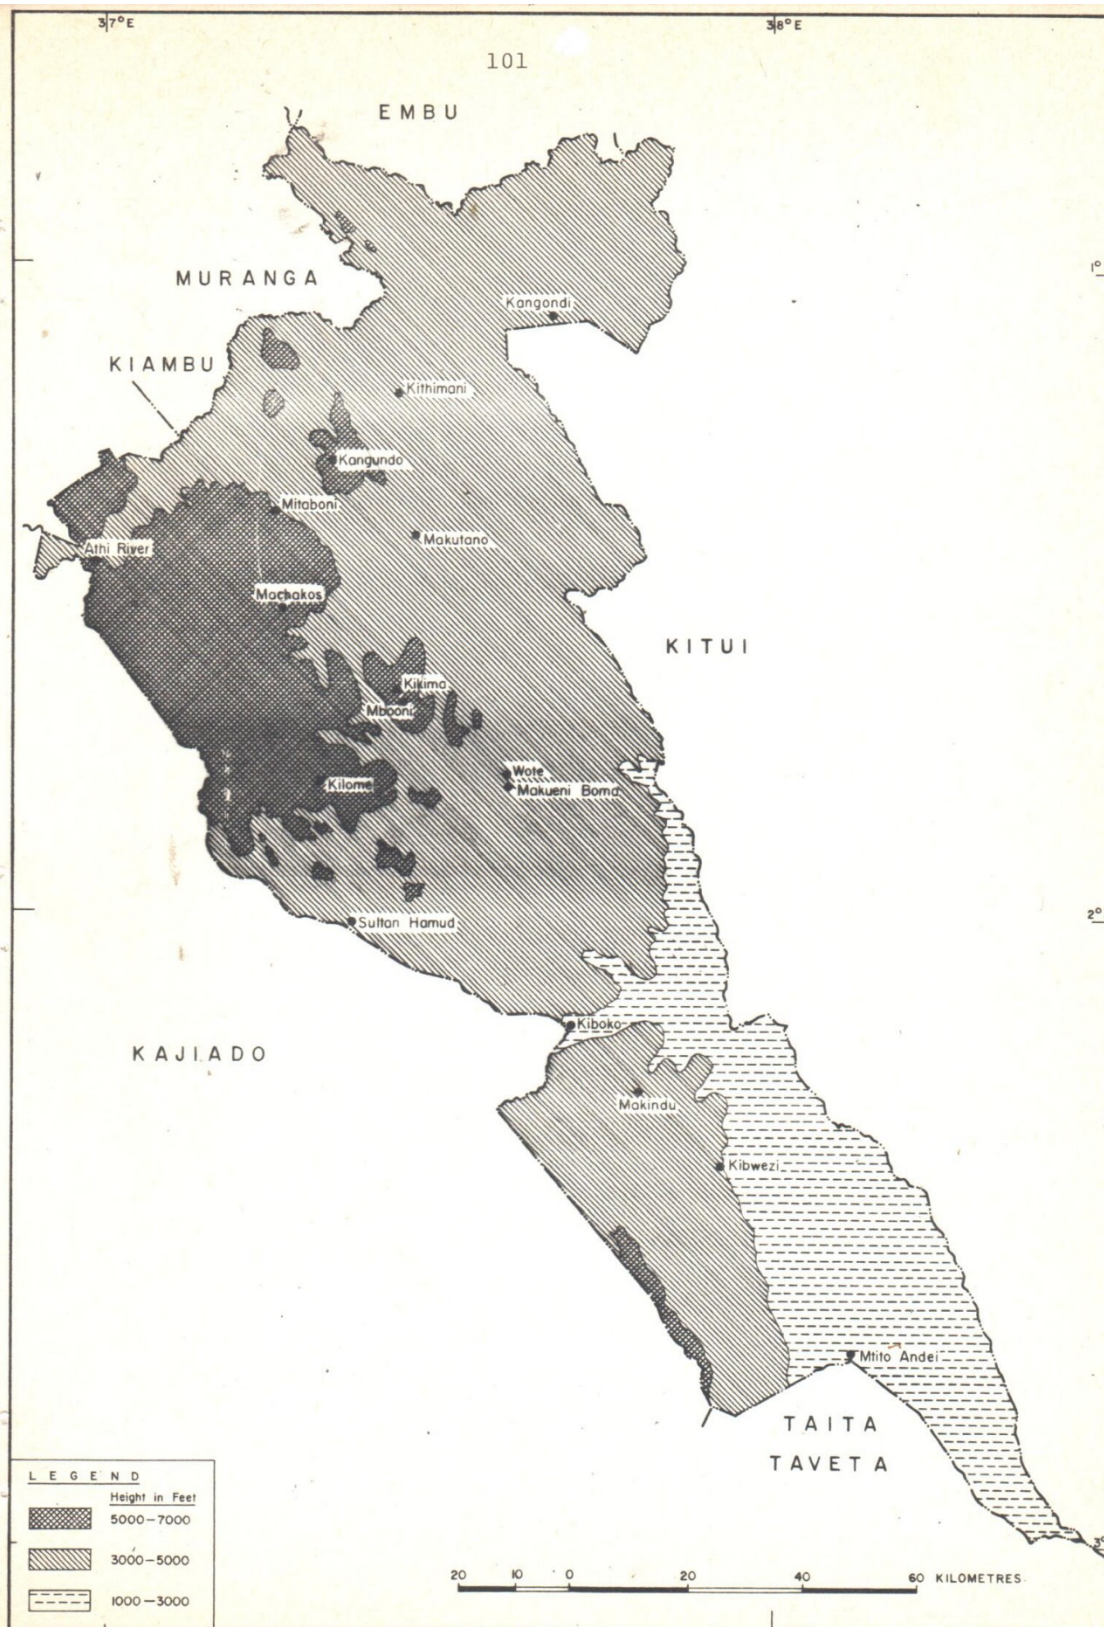 37°E
38°E
101
EMBU
MURANGA
1°
Kangondi
KIAMBU
Kithimani
Kangundo
Mitaboni
Makutano
Athi River
Machakos
KITUI
Kikima
Mbooni
Wote
Kilome
Makueni Boma
2°
Sultan Hamud
Kiboko
KAJIADO
Makindu
Kibwezi
Mtito Andei
TAITA
TAVETA
LEGEND
Height in Feet
5000-7000
3000-5000
1000-3000
3°
20 10 0 20 40 60 KILOMETRES